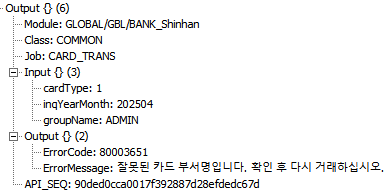 Output {} (6)
Module: GLOBAL/GBL/BANK_Shinhan
Class: COMMON
Job: CARD_TRANS
Input {} (3)
cardType: 1
inqYearMonth: 202504
groupName: ADMIN
Output {} (2)
ErrorCode: 80003651
ErrorMessage: 잘못된 카드 부서명입니다, 확인 후 다시 거래하십시오,
API_SEQ: 90ded0cca0017f392887d28efdedc67d